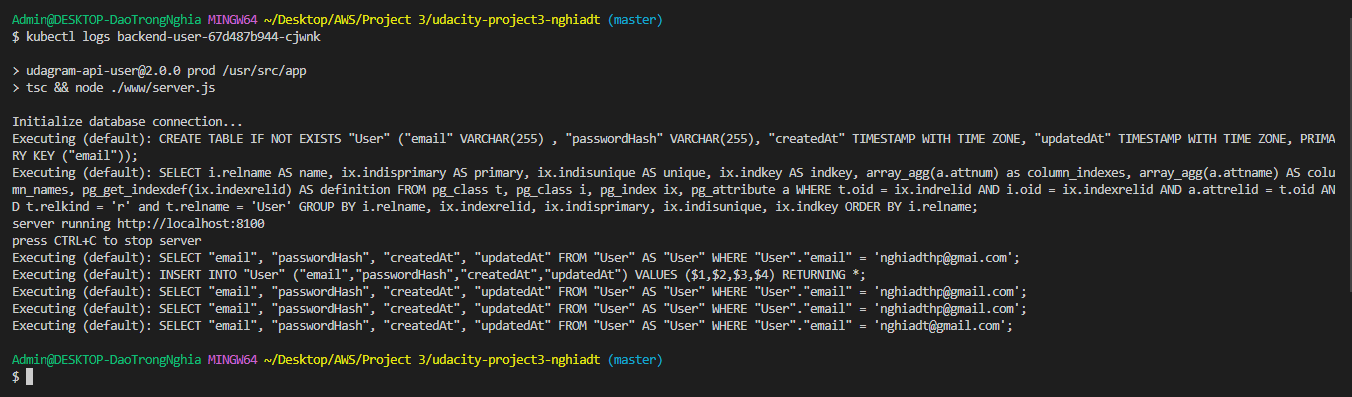 Admin@DESKTOP-DaoTrongNghia MINGW64 ~/Desktop/AWS/Project 3/udacity-project3-nghiadt (master)
$ kubectl logs backend-user-67d487b944-cjwnk
> udagram-api-user@2.0.0 prod /usr/src/app
> tsc && node ./www/server.js
Initialize database connection...
Executing (default): CREATE TABLE IF NOT EXISTS "User" ("email" VARCHAR(255) , "passwordHash" VARCHAR(255), "createdAt" TIMESTAMP WITH TIME ZONE, "updatedAt" TIMESTAMP WITH TIME ZONE, PRIMA
RY KEY ("email"));
Executing (default): SELECT i.relname AS name, ix.indisprimary AS primary, ix.indisunique AS unique, ix.indkey AS indkey, array_agg(a.attnum) as column_indexes, array_agg(a.attname) AS colu
mn_names, pg_get_indexdef(ix.indexrelid) AS definition FROM pg_class t, pg_class i, pg_index ix, pg_attribute a WHERE t.oid = ix.indrelid AND i.oid = ix.indexrelid AND a.attrelid = t.oid AN
D t.relkind = 'r' and t.relname = 'User' GROUP BY i.relname, ix.indexrelid, ix.indisprimary, ix.indisunique, ix.indkey ORDER BY i.relname;
server running http://localhost:8100
press CTRL+C to stop server
Executing (default): SELECT "email", "passwordHash", "createdAt", "updatedAt" FROM "User" AS "User" WHERE "User"."email" = 'nghiadthp@gmai.com';
Executing (default): INSERT INTO "User" ("email","passwordHash","createdAt","updatedAt") VALUES ($1,$2,$3,$4) RETURNING *;
Executing (default): SELECT "email", "passwordHash", "createdAt", "updatedAt" FROM "User" AS "User" WHERE "User"."email" = 'nghiadthp@gmail.com';
Executing (default): SELECT "email", "passwordHash", "createdAt", "updatedAt" FROM "User" AS "User" WHERE "User"."email" = 'nghiadthp@gmail.com';
Executing (default): SELECT "email", "passwordHash", "createdAt", "updatedAt" FROM "User" AS "User" WHERE "User"."email" = 'nghiadt@gmail.com';
Admin@DESKTOP-DaoTrongNghia MINGW64 ~/Desktop/AWS/Project 3/udacity-project3-nghiadt (master)
$